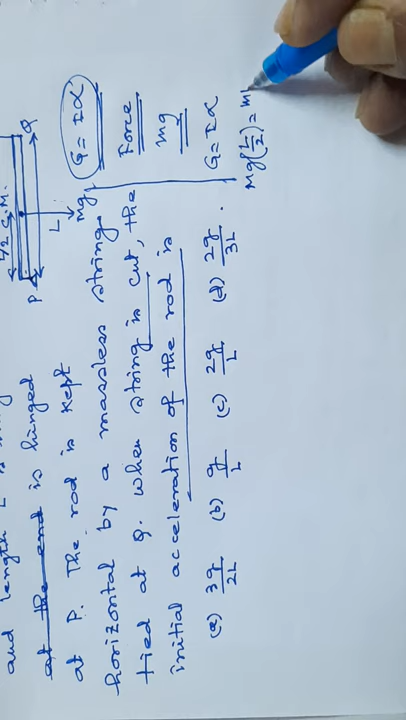 and length L is
at the end is hinged
at P. The rod is kept
horizontal by a massless string
tied at Q. When string is cut, the
initial acceleration of the rod is
(a) 3g/2L (b) g/L (c) 2g/L (d) 2g/3L.
L/2 C.M.
P Q
L
mg
G = Iα
Force
mg
G = Iα
Mg(L/2) = M